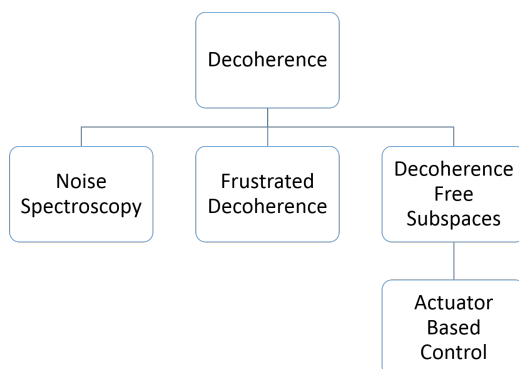 Decoherence
Noise
Spectroscopy
Frustrated
Decoherence
Decoherence
Free
Subspaces
Actuator
Based
Control